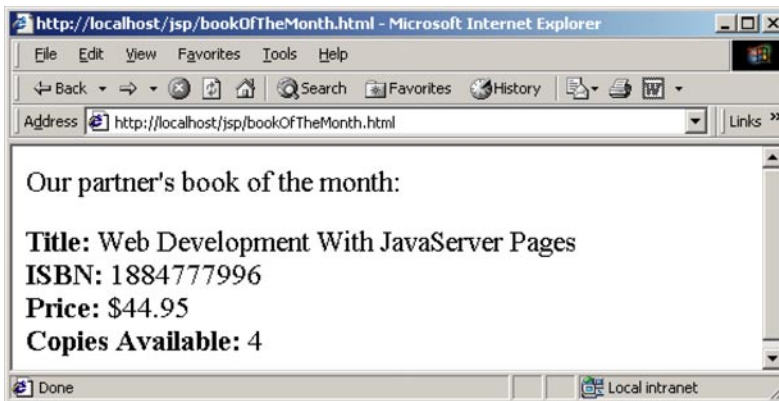 http://localhost/jsp/bookOfTheMonth.html - Microsoft Internet Explorer
File Edit View Favorites Tools Help
Back Search Favorites History
Address http://localhost/jsp/bookOfTheMonth.html Links »
Our partner's book of the month:
Title: Web Development With JavaServer Pages
ISBN: 1884777996
Price: $44.95
Copies Available: 4
Done Local intranet